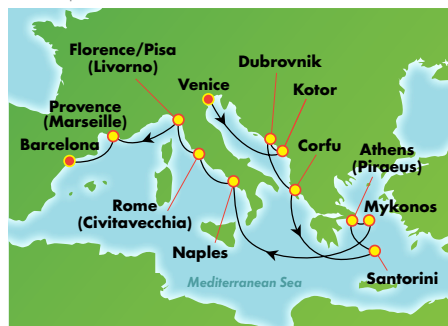 Florence/Pisa
(Livorno)
Dubrovnik
Venice
Kotor
Provence
(Marseille)
Barcelona
Corfu
Athens
(Piraeus)
Mykonos
Rome
(Civitavecchia)
Naples
Santorini
Mediterranean Sea